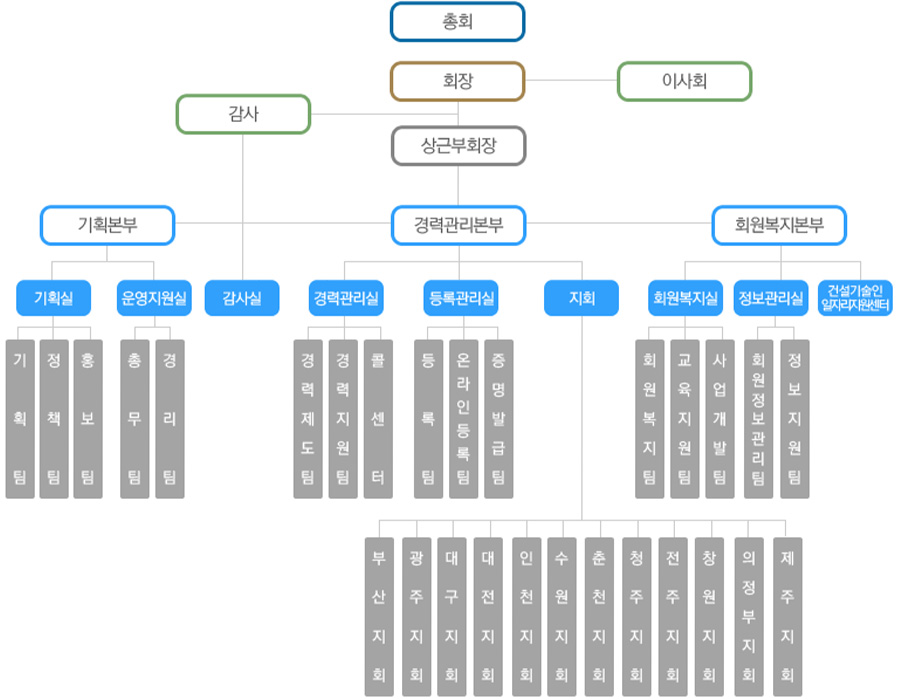 총회
회장
이사회
감사
상근부회장
기획본부
경력관리본부
회원복지본부
기획실
운영지원실
감사실
경력관리실
등록관리실
지회
회원복지실
정보관리실
건설기술인
일자리지원센터
기획팀
정책팀
홍보팀
총무팀
경리팀
경력제도팀
경력지원팀
콜센터
등록팀
온라인등록팀
증명발급팀
회원복지팀
교육지원팀
사업개발팀
회원정보관리팀
정보지원팀
부산지회
광주지회
대구지회
대전지회
인천지회
수원지회
춘천지회
청주지회
전주지회
창원지회
의정부지회
제주지회